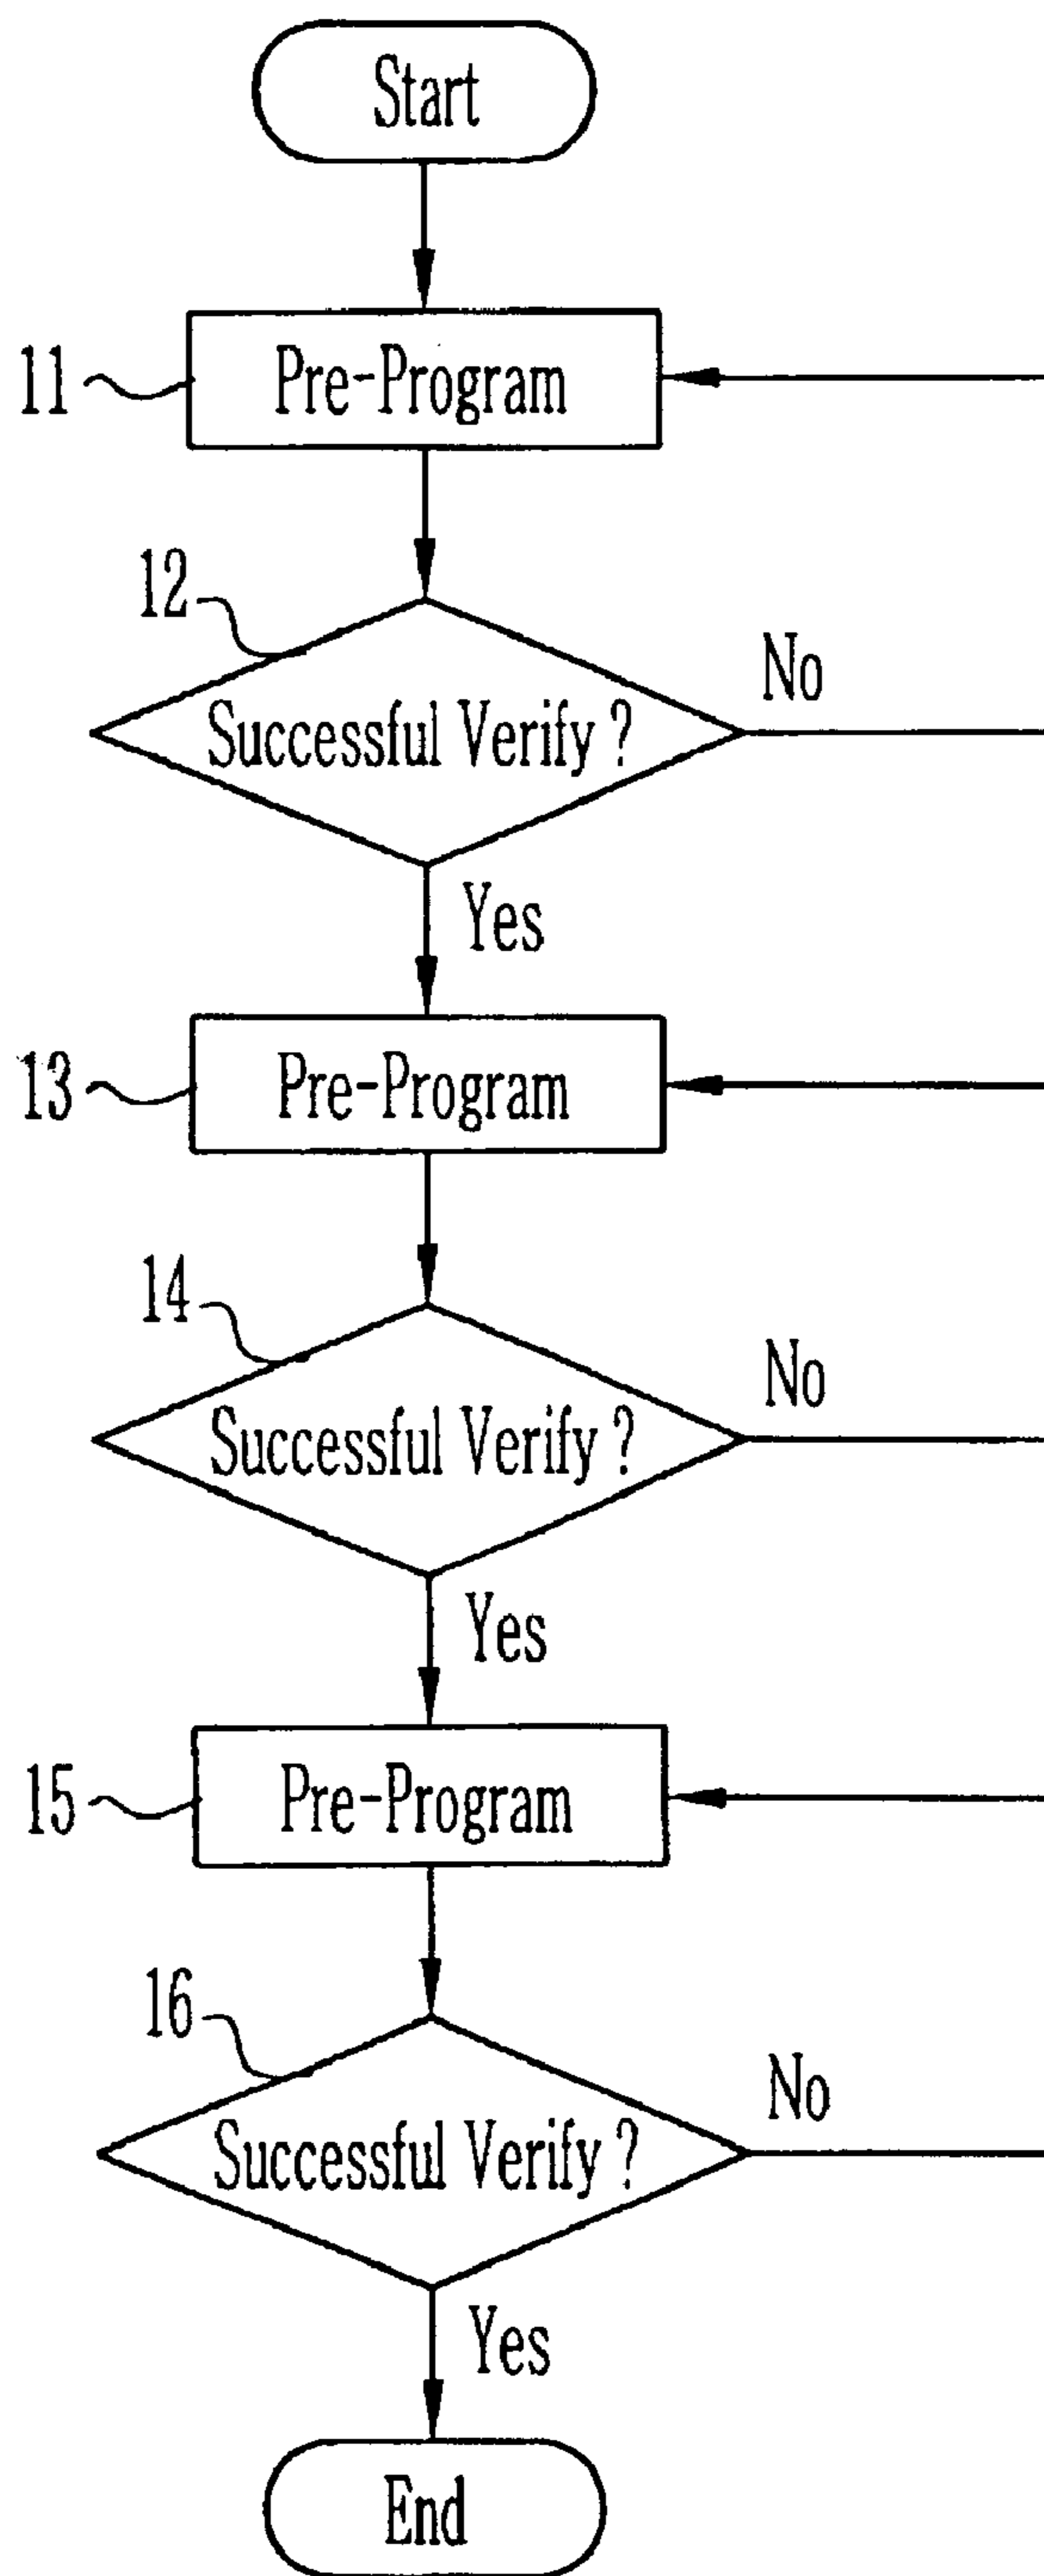 Start
11
Pre-Program
12
No
Successful Verify ?
Yes
13
Pre-Program
14
No
Successful Verify ?
Yes
15
Pre-Program
16
No
Successful Verify ?
Yes
End